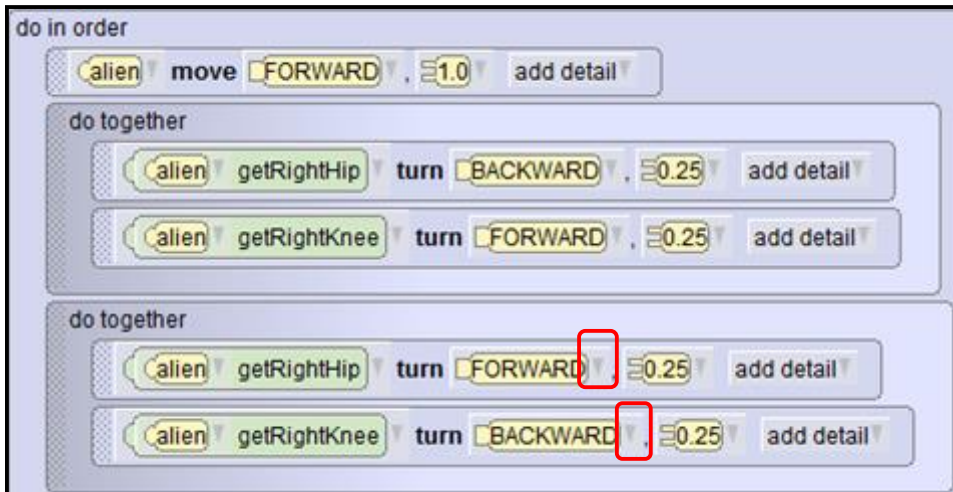 do in order
alien move FORWARD , 1.0 add detail
do together
alien getRightHip turn BACKWARD , 0.25 add detail
alien getRightKnee turn FORWARD , 0.25 add detail
do together
alien getRightHip turn FORWARD , 0.25 add detail
alien getRightKnee turn BACKWARD , 0.25 add detail